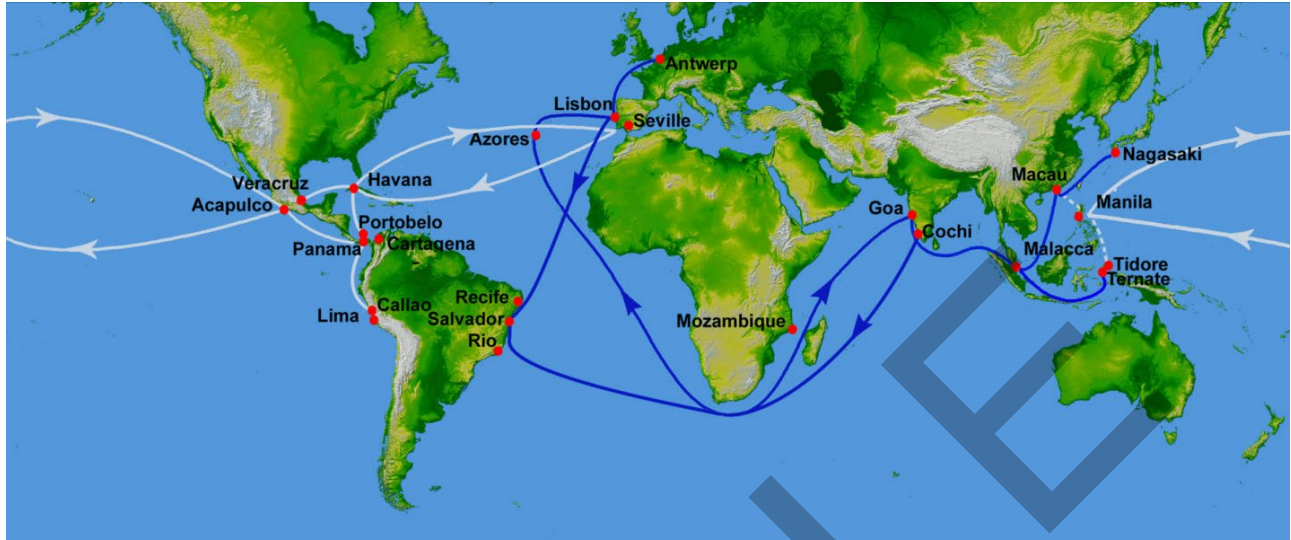 Antwerp
Lisbon
Seville
Azores
Nagasaki
Macau
Veracruz
Havana
Manila
Acapulco
Goa
Portobelo
Cochi
Panama
Cartagena
Malacca
Tidore
Ternate
Recife
Callao
Lima
Salvador
Mozambique
Rio